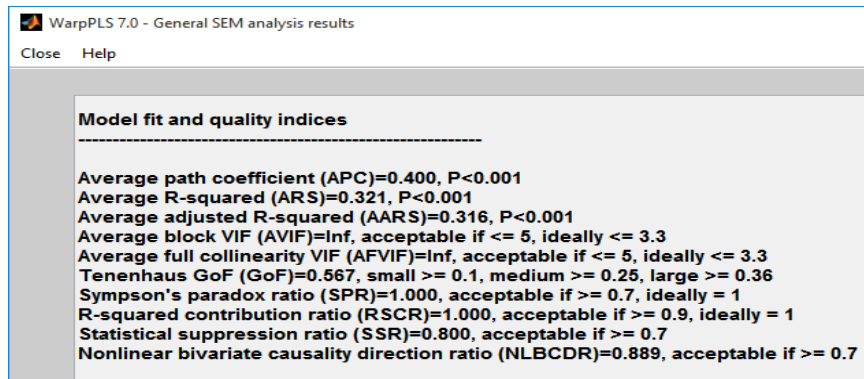 WarpPLS 7.0 - General SEM analysis results
Close Help
Model fit and quality indices
------------------------------------------------------------
Average path coefficient (APC)=0.400, P<0.001
Average R-squared (ARS)=0.321, P<0.001
Average adjusted R-squared (AARS)=0.316, P<0.001
Average block VIF (AVIF)=Inf, acceptable if <= 5, ideally <= 3.3
Average full collinearity VIF (AFVIF)=Inf, acceptable if <= 5, ideally <= 3.3
Tenenhaus GoF (GoF)=0.567, small >= 0.1, medium >= 0.25, large >= 0.36
Sympson's paradox ratio (SPR)=1.000, acceptable if >= 0.7, ideally = 1
R-squared contribution ratio (RSCR)=1.000, acceptable if >= 0.9, ideally = 1
Statistical suppression ratio (SSR)=0.800, acceptable if >= 0.7
Nonlinear bivariate causality direction ratio (NLBCDR)=0.889, acceptable if >= 0.7